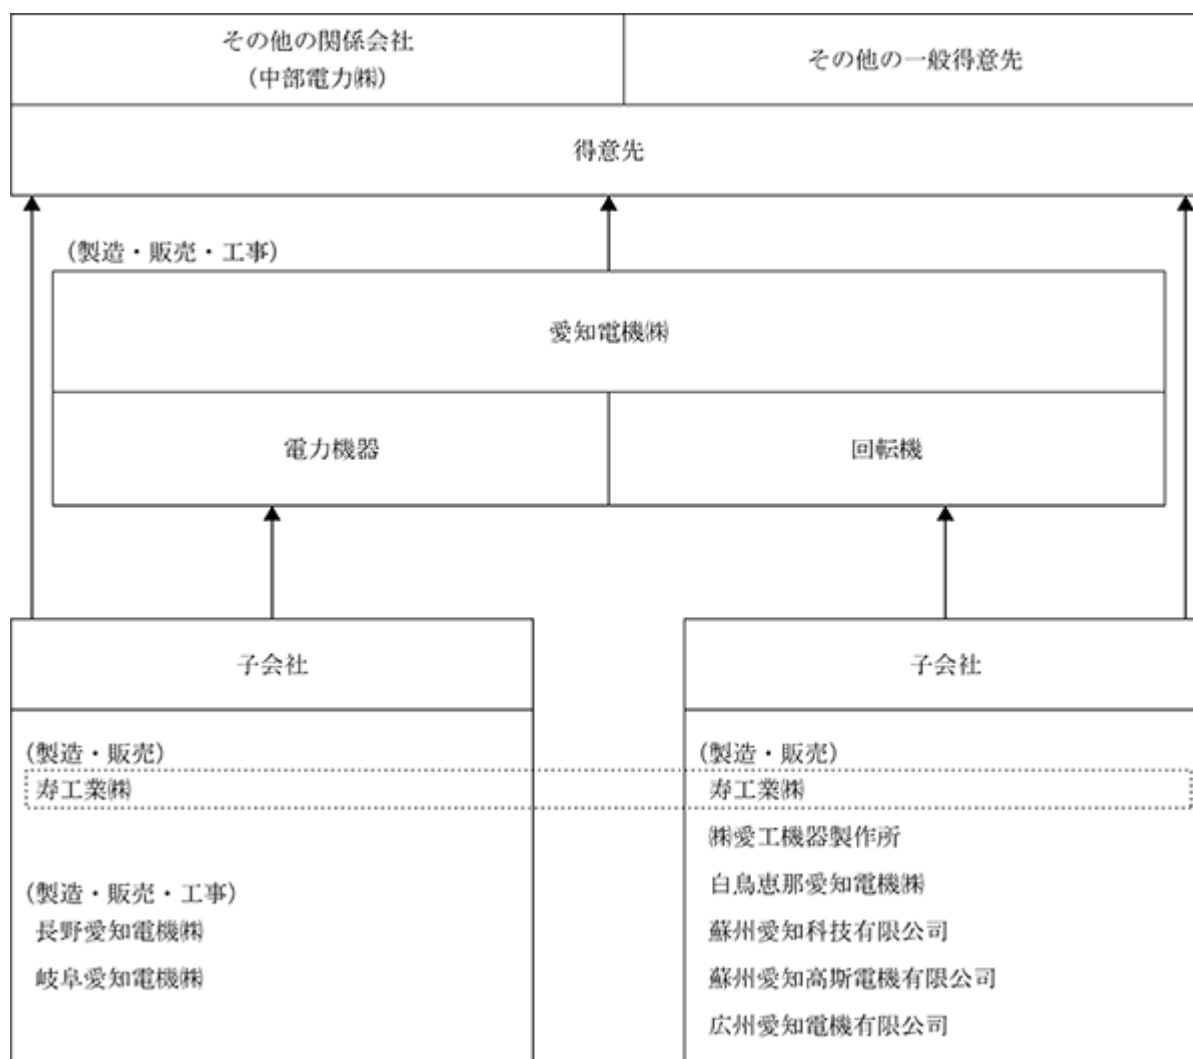 その他の関係会社
(中部電力㈱)
その他の一般得意先
得意先
(製造・販売・工事)
愛知電機㈱
電力機器
回転機
子会社
(製造・販売)
寿工業㈱
(製造・販売・工事)
長野愛知電機㈱
岐阜愛知電機㈱
子会社
(製造・販売)
寿工業㈱
㈱愛工機器製作所
白鳥恵那愛知電機㈱
蘇州愛知科技有限公司
蘇州愛知高斯電機有限公司
広州愛知電機有限公司